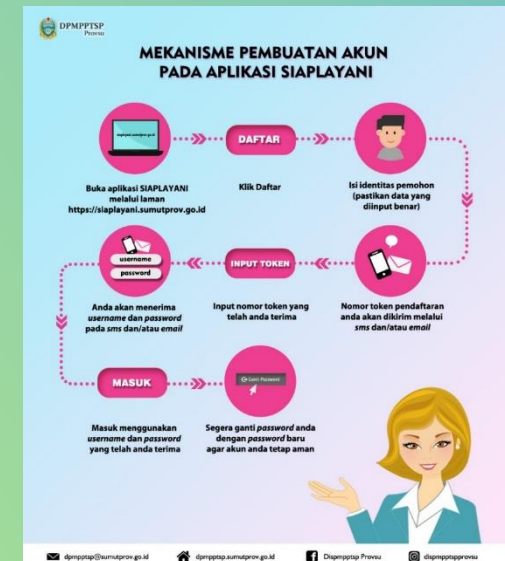 DPMPPTSP
Provsu
MEKANISME PEMBUATAN AKUN
PADA APLIKASI SIAPLAYANI
siaplayani.sumutprov.go.id
DAFTAR
Buka aplikasi SIAPLAYANI
melalui laman
https://siaplayani.sumutprov.go.id
Klik Daftar
Isi identitas pemohon
(pastikan data yang
diinput benar)
username
password
INPUT TOKEN
Anda akan menerima
username dan password
pada sms dan/atau email
Input nomor token yang
telah anda terima
Nomor token pendaftaran
anda akan dikirim melalui
sms dan/atau email
MASUK
Ganti Password
Masuk menggunakan
username dan password
yang telah anda terima
Segera ganti password anda
dengan password baru
agar akun anda tetap aman
dpmpptsp@sumutprov.go.id
dpmpptsp.sumutprov.go.id
Dispmpptsp Provsu
dispmpptspprovsu